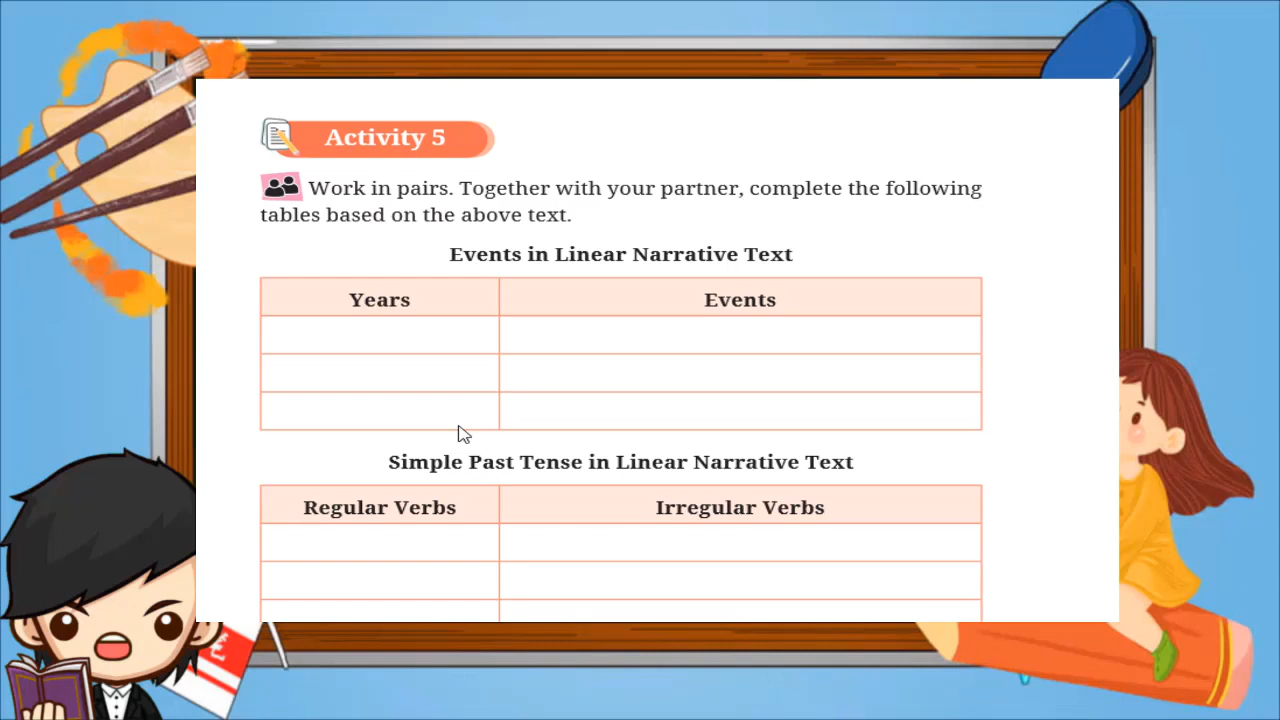 Activity 5
Work in pairs. Together with your partner, complete the following
tables based on the above text.
Events in Linear Narrative Text
Years Events
Simple Past Tense in Linear Narrative Text
Regular Verbs Irregular Verbs